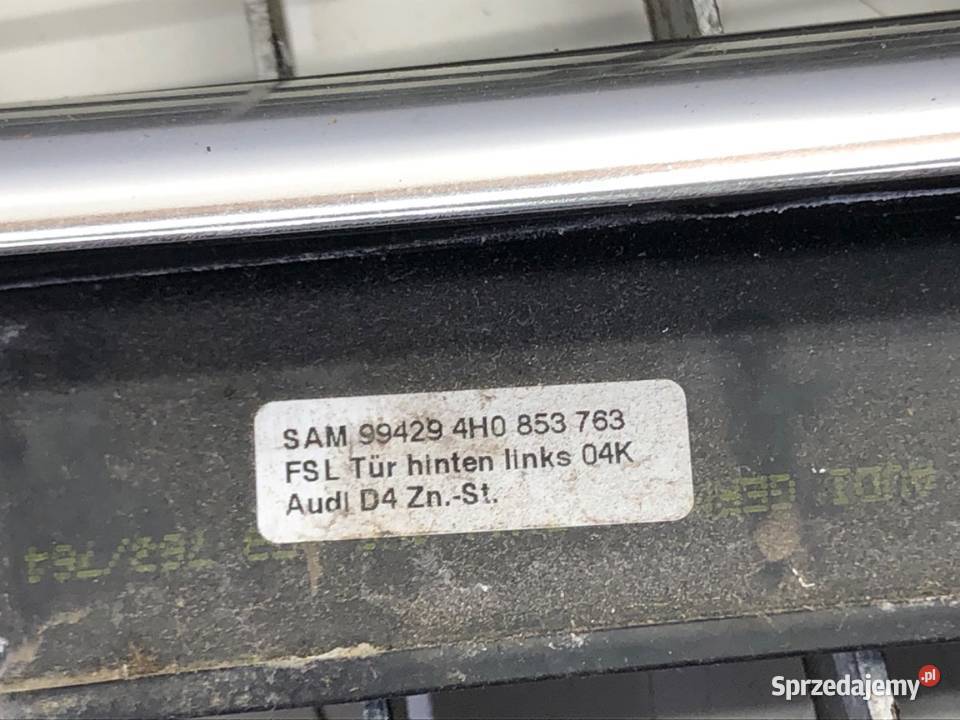 SAM 99429 4H0 853 763
FSL Tür hinten links 04K
Audi D4 Zn.-St.
Sprzedajemy.pl